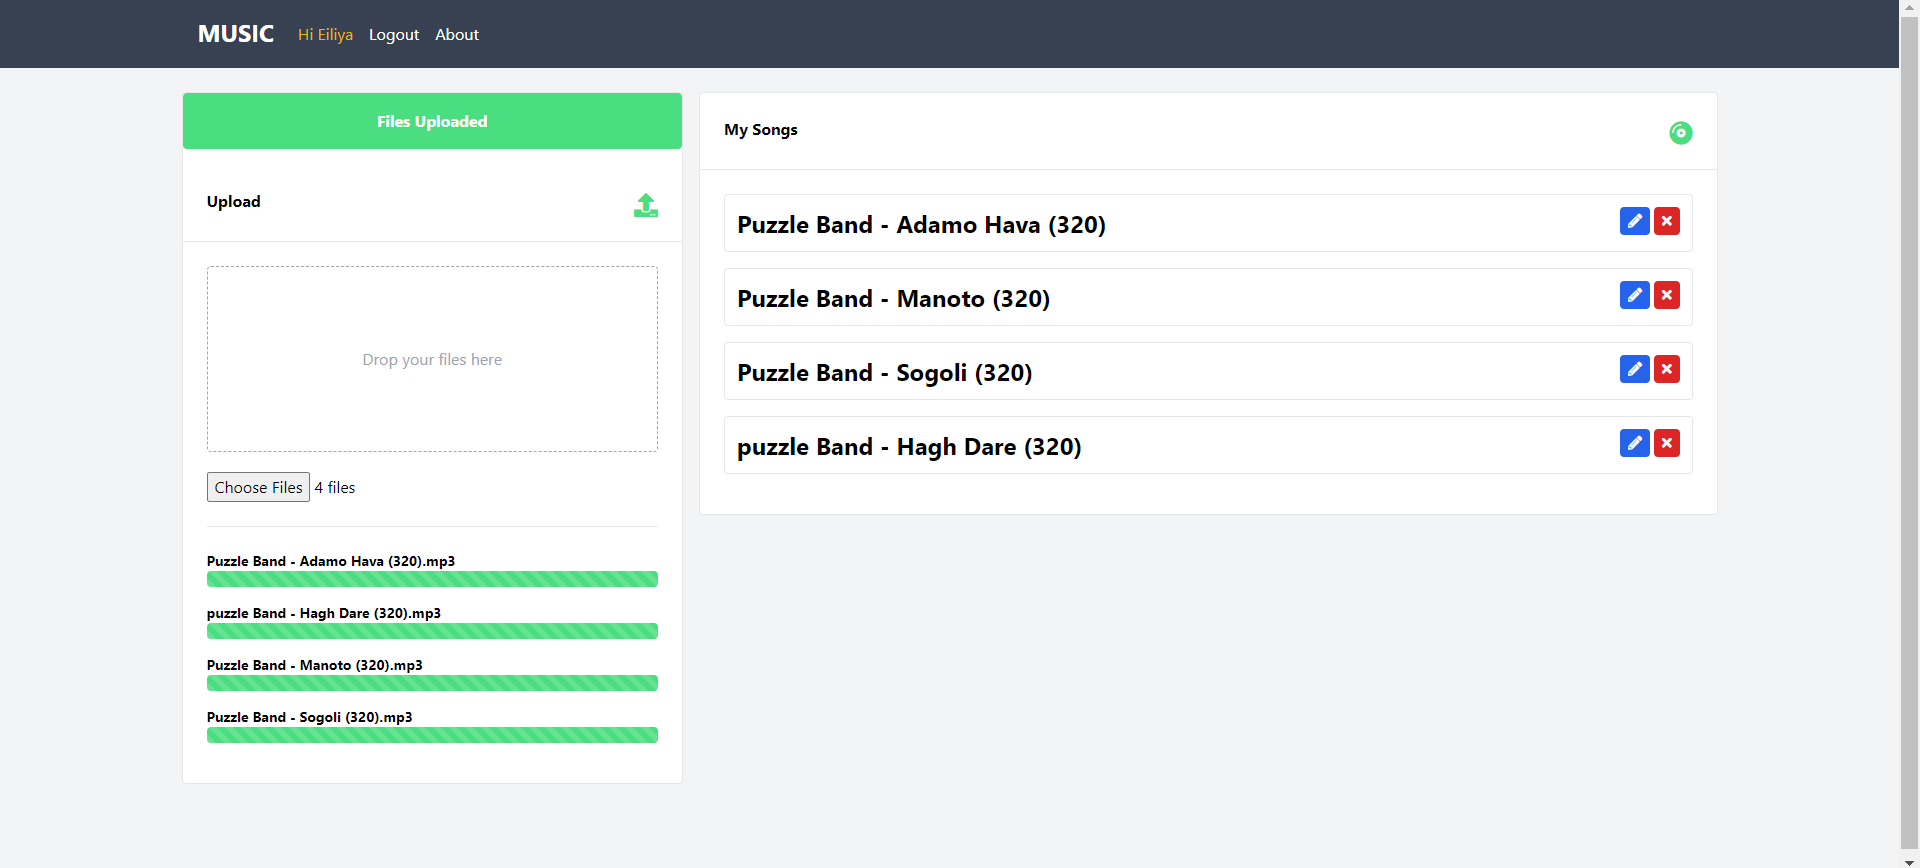 MUSIC Hi Eiliya Logout About
Files Uploaded
Upload
Drop your files here
Choose Files 4 files
Puzzle Band - Adamo Hava (320).mp3
puzzle Band - Hagh Dare (320).mp3
Puzzle Band - Manoto (320).mp3
Puzzle Band - Sogoli (320).mp3
My Songs
Puzzle Band - Adamo Hava (320)
Puzzle Band - Manoto (320)
Puzzle Band - Sogoli (320)
puzzle Band - Hagh Dare (320)